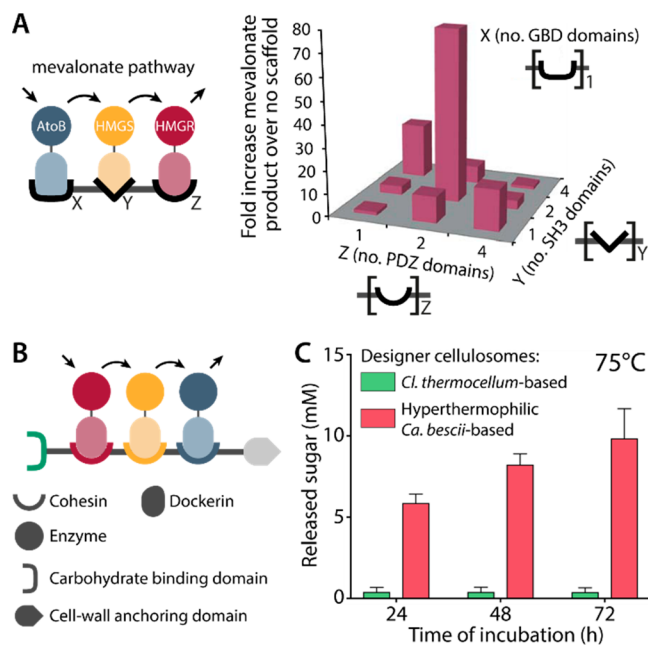 A
mevalonate pathway
AtoB
HMGS
HMGR
X
Y
Z
Fold increase mevalonate
product over no scaffold
80
70
60
50
40
30
20
10
0
1
2
4
Z (no. PDZ domains)
Z
1
2
4
Y (no. SH3 domains)
Y
X (no. GBD domains)
1
B
Cohesin
Dockerin
Enzyme
Carbohydrate binding domain
Cell-wall anchoring domain
C
Designer cellulosomes:
75°C
Cl. thermocellum-based
Hyperthermophilic
Ca. bescii-based
Released sugar (mM)
15
10
5
0
24
48
72
Time of incubation (h)